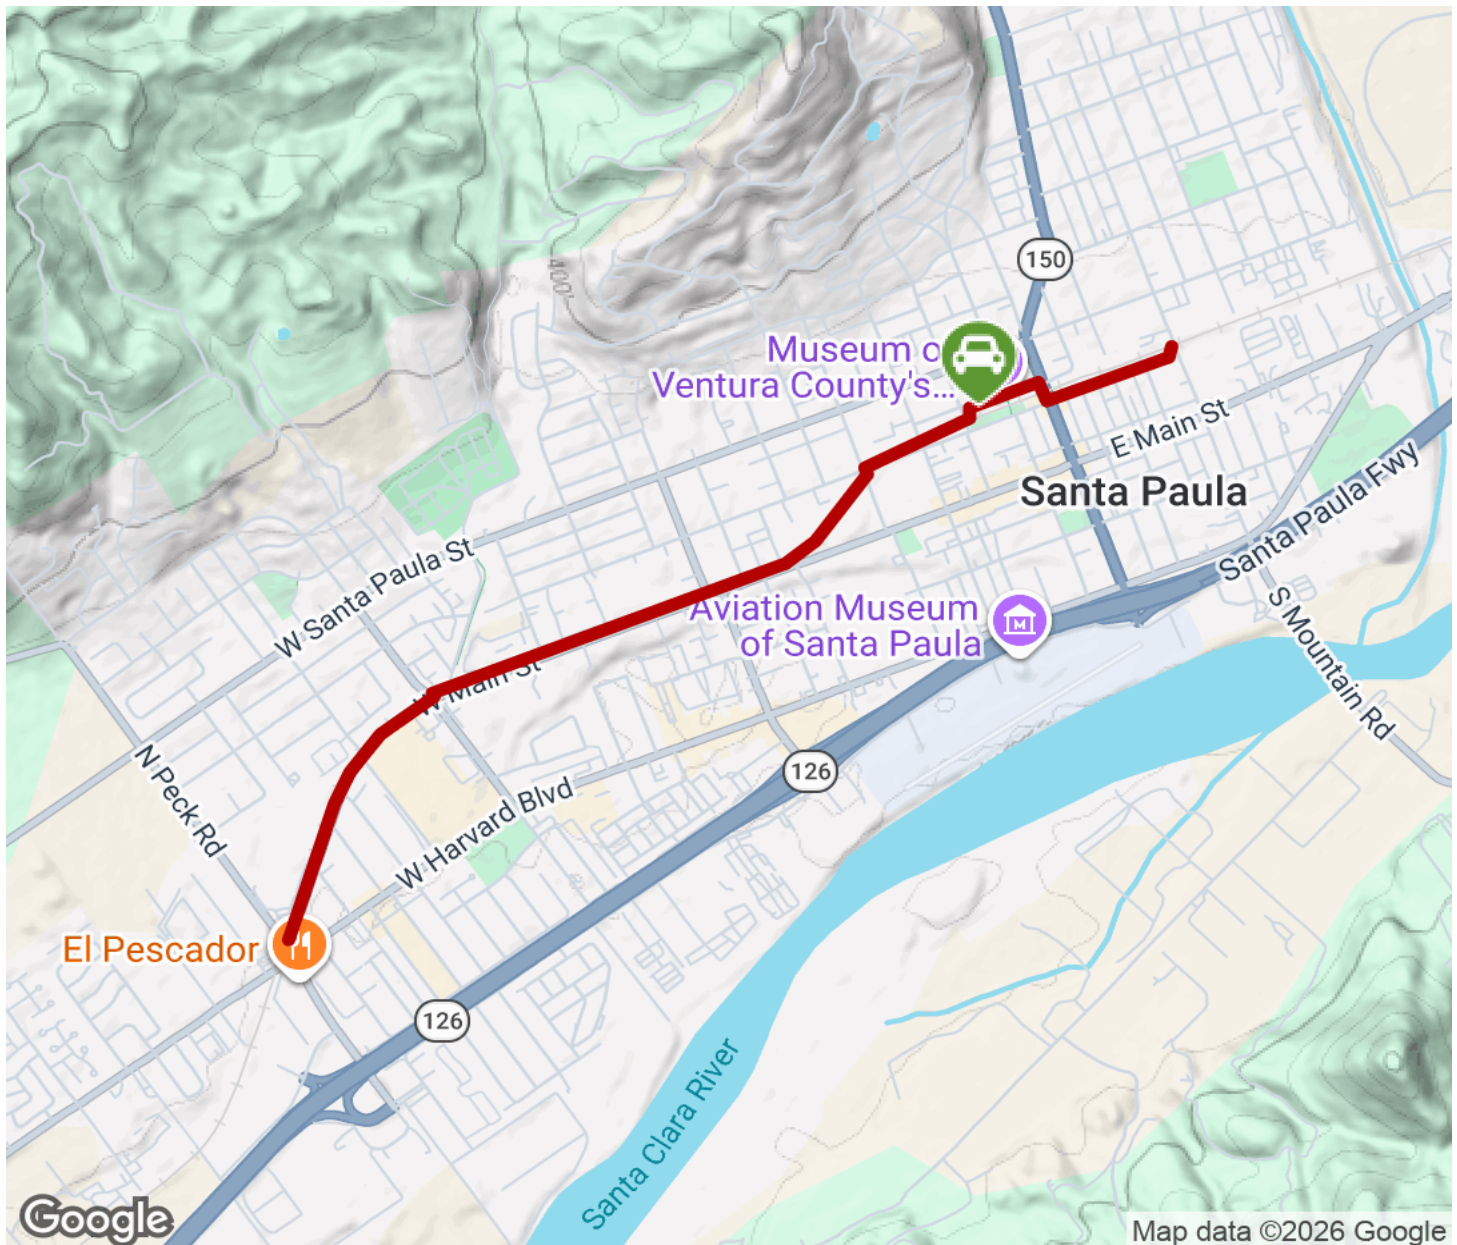 400'
150
Museum o
Ventura County's...
E Main St
Santa Paula
Santa Paula Fwy
W Santa Paula St
Aviation Museum
of Santa Paula
M
S Mountain Rd
W Main St
N Peck Rd
126
W Harvard Blvd
El Pescador
126
Santa Clara River
Google
Map data ©2026 Google